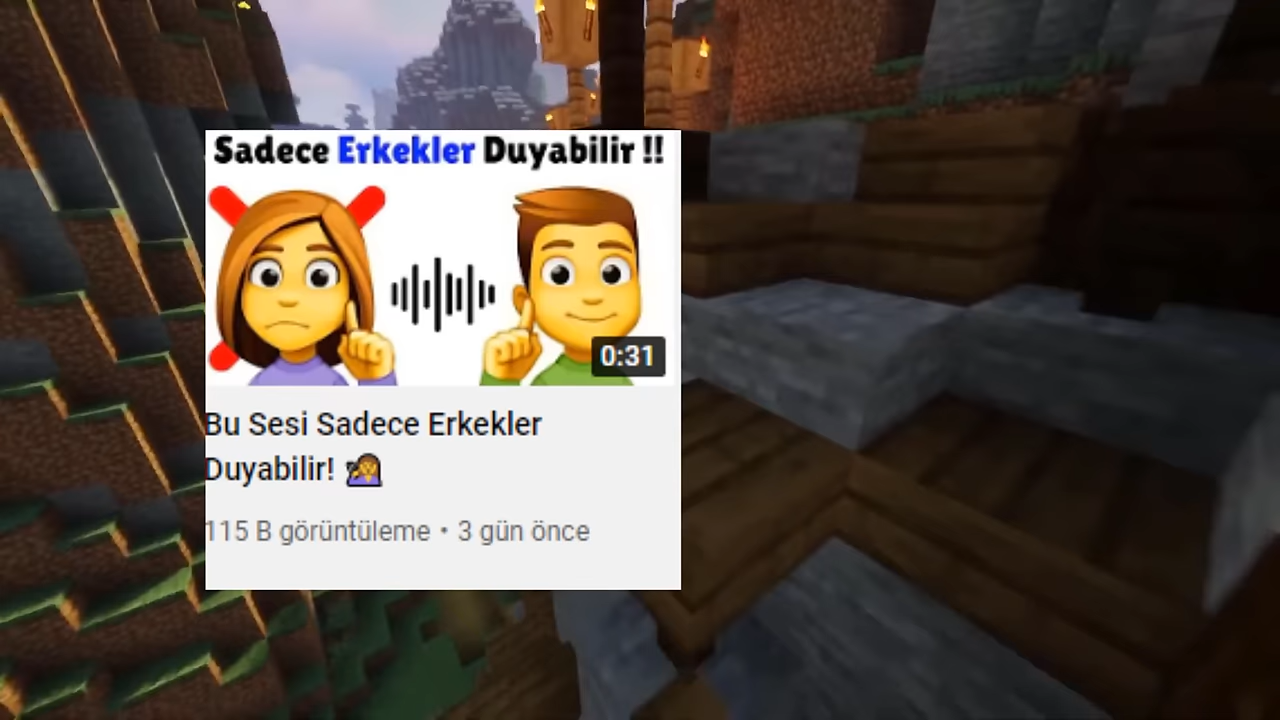 Sadece Erkekler Duyabilir !!
0:31
Bu Sesi Sadece Erkekler
Duyabilir! 🤦‍♀️
115 B görüntüleme • 3 gün önce